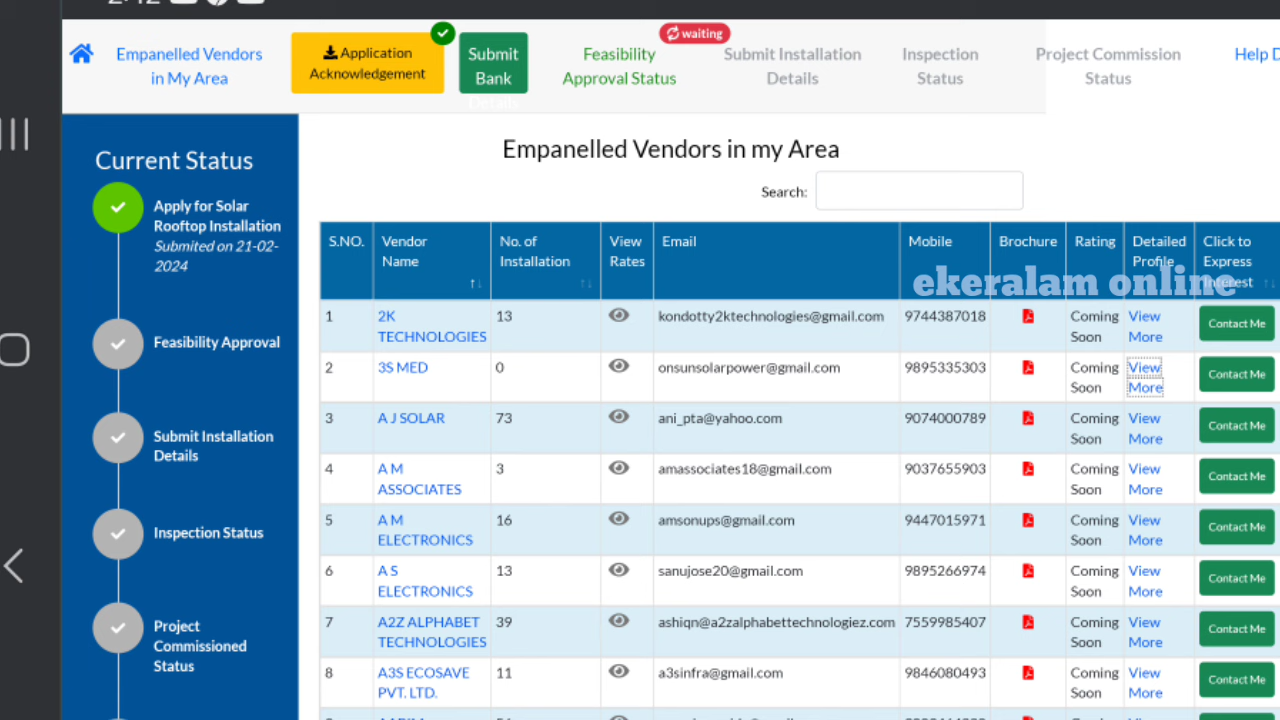 waiting
Empanelled Vendors
in My Area
Application
Acknowledgement
Submit
Bank
Details
Feasibility
Approval Status
Submit Installation
Details
Inspection
Status
Project Commission
Status
Help D
Current Status
Apply for Solar
Rooftop Installation
Submited on 21-02-
2024
Feasibility Approval
Submit Installation
Details
Inspection Status
Project
Commissioned
Status
Empanelled Vendors in my Area
Search:
S.NO. Vendor Name No. of Installation View Rates Email Mobile Brochure Rating Detailed Profile Click to Express Interest
ekeralam online
1 2K TECHNOLOGIES 13 kondotty2ktechnologies@gmail.com 9744387018 Coming Soon View More Contact Me
2 3S MED 0 onsunsolarpower@gmail.com 9895335303 Coming Soon View More Contact Me
3 A J SOLAR 73 ani_pta@yahoo.com 9074000789 Coming Soon View More Contact Me
4 A M ASSOCIATES 3 amassociates18@gmail.com 9037655903 Coming Soon View More Contact Me
5 A M ELECTRONICS 16 amsonups@gmail.com 9447015971 Coming Soon View More Contact Me
6 A S ELECTRONICS 13 sanujose20@gmail.com 9895266974 Coming Soon View More Contact Me
7 A2Z ALPHABET TECHNOLOGIES 39 ashiqn@a2zalphabettechnologiez.com 7559985407 Coming Soon View More Contact Me
8 A3S ECOSAVE PVT. LTD. 11 a3sinfra@gmail.com 9846080493 Coming Soon View More Contact Me